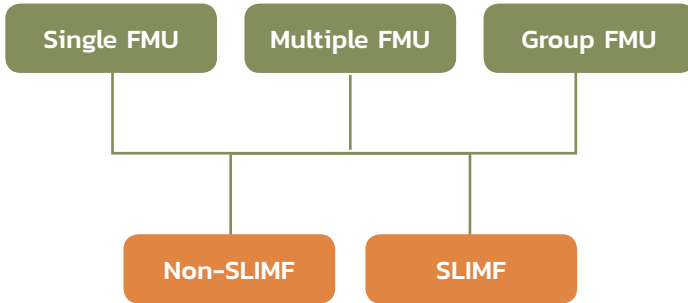 Single FMU
Multiple FMU
Group FMU
Non-SLIMF
SLIMF